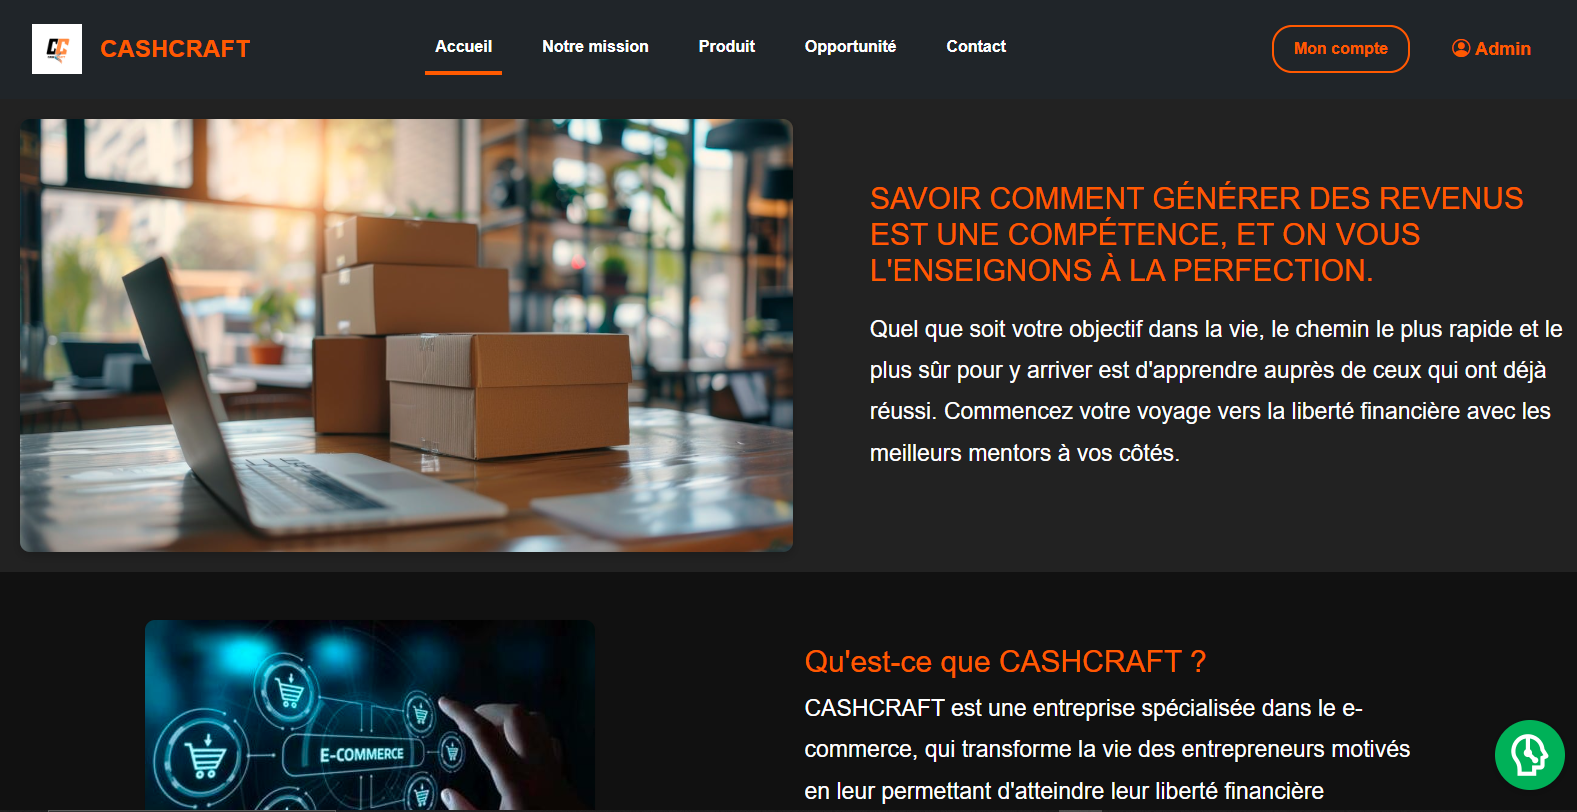 CC
CASHCRAFT
Accueil
Notre mission
Produit
Opportunité
Contact
Mon compte
Admin
SAVOIR COMMENT GÉNÉRER DES REVENUS
EST UNE COMPÉTENCE, ET ON VOUS
L'ENSEIGNONS À LA PERFECTION.
Quel que soit votre objectif dans la vie, le chemin le plus rapide et le
plus sûr pour y arriver est d'apprendre auprès de ceux qui ont déjà
réussi. Commencez votre voyage vers la liberté financière avec les
meilleurs mentors à vos côtés.
E-COMMERCE
Qu'est-ce que CASHCRAFT ?
CASHCRAFT est une entreprise spécialisée dans le e-
commerce, qui transforme la vie des entrepreneurs motivés
en leur permettant d'atteindre leur liberté financière